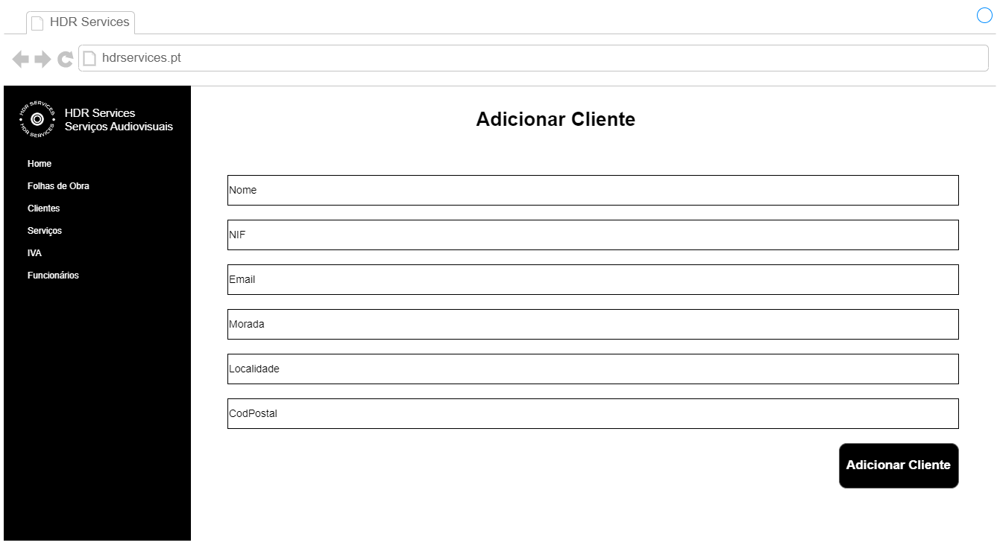 HDR Services
hdrservices.pt
HDR SERVICES
HDR SERVICES
HDR Services
Serviços Audiovisuais
Home
Folhas de Obra
Clientes
Serviços
IVA
Funcionários
Adicionar Cliente
Nome
NIF
Email
Morada
Localidade
CodPostal
Adicionar Cliente